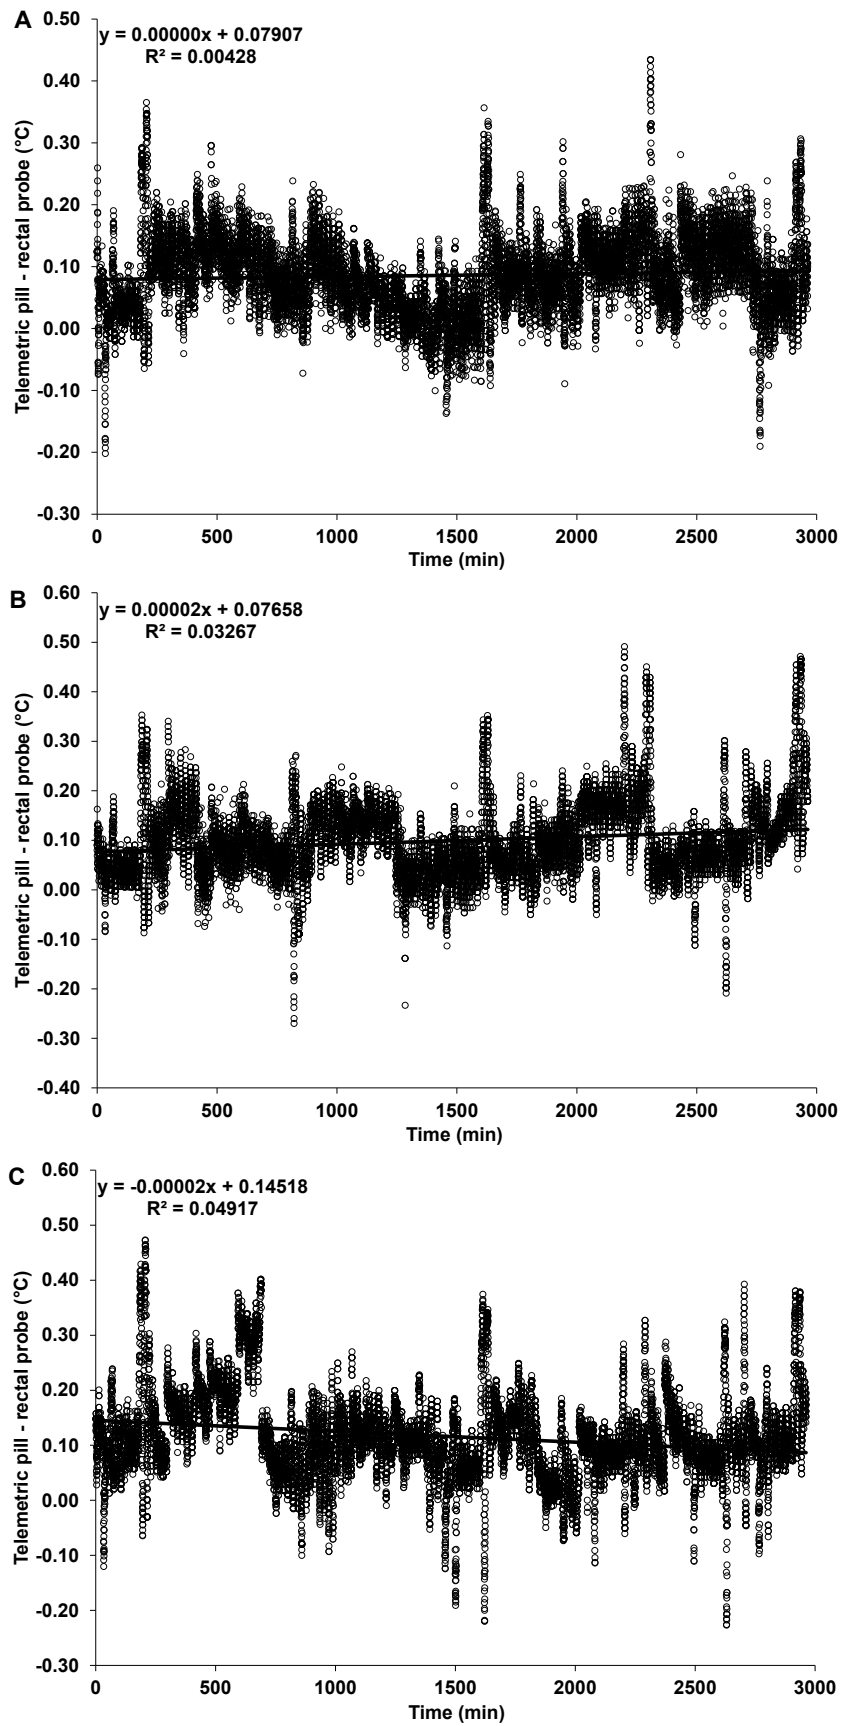 A
y = 0.00000x + 0.07907
R² = 0.00428
Telemetric pill - rectal probe (°C)
0.50
0.40
0.30
0.20
0.10
0.00
-0.10
-0.20
-0.30
0 500 1000 1500 2000 2500 3000
Time (min)
B
y = 0.00002x + 0.07658
R² = 0.03267
Telemetric pill - rectal probe (°C)
0.60
0.50
0.40
0.30
0.20
0.10
0.00
-0.10
-0.20
-0.30
-0.40
0 500 1000 1500 2000 2500 3000
Time (min)
C
y = -0.00002x + 0.14518
R² = 0.04917
Telemetric pill - rectal probe (°C)
0.60
0.50
0.40
0.30
0.20
0.10
0.00
-0.10
-0.20
-0.30
0 500 1000 1500 2000 2500 3000
Time (min)